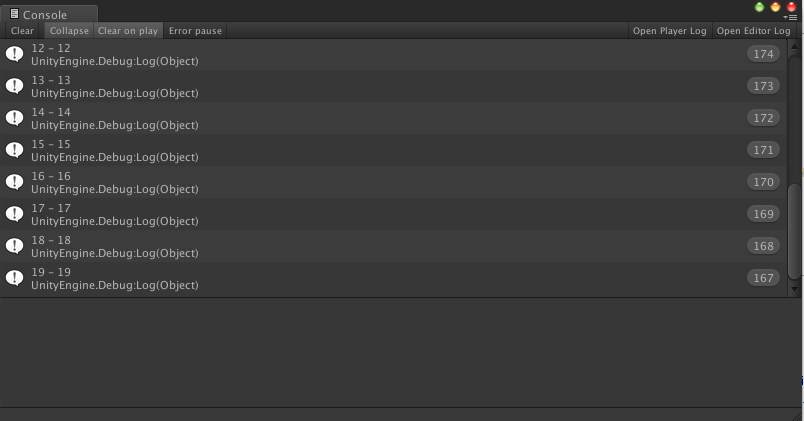 Console
Clear Collapse Clear on play Error pause Open Player Log Open Editor Log
12 - 12 174
UnityEngine.Debug:Log(Object)
13 - 13 173
UnityEngine.Debug:Log(Object)
14 - 14 172
UnityEngine.Debug:Log(Object)
15 - 15 171
UnityEngine.Debug:Log(Object)
16 - 16 170
UnityEngine.Debug:Log(Object)
17 - 17 169
UnityEngine.Debug:Log(Object)
18 - 18 168
UnityEngine.Debug:Log(Object)
19 - 19 167
UnityEngine.Debug:Log(Object)